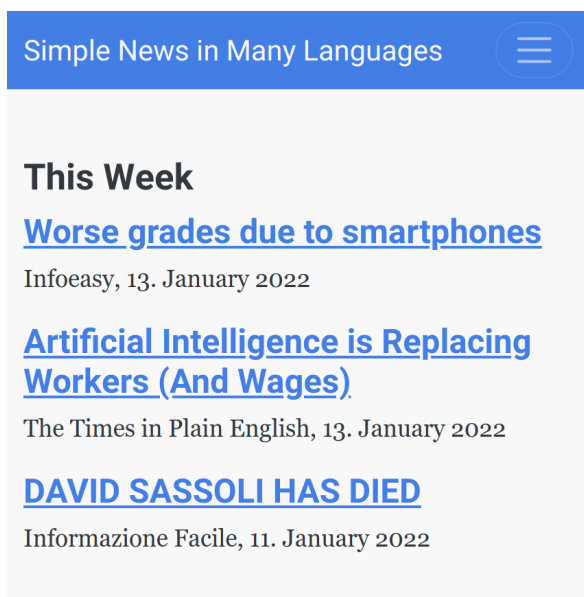 Simple News in Many Languages
This Week
Worse grades due to smartphones
Infoeasy, 13. January 2022
Artificial Intelligence is Replacing
Workers (And Wages)
The Times in Plain English, 13. January 2022
DAVID SASSOLI HAS DIED
Informazione Facile, 11. January 2022